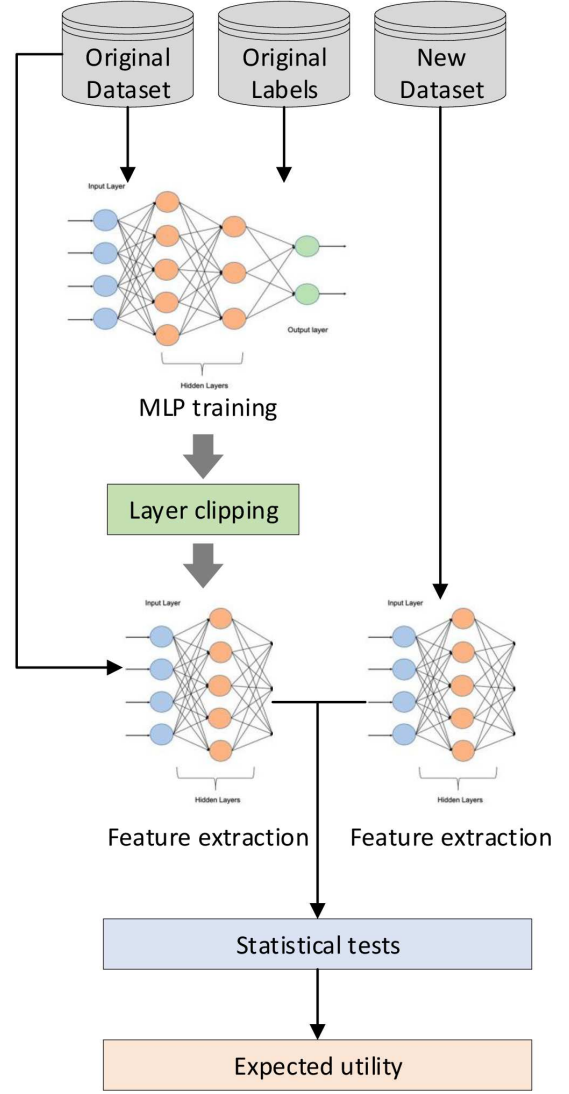 Original
Dataset
Original
Labels
New
Dataset
Input Layer
Output layer
Hidden Layers
MLP training
Layer clipping
Input Layer
Input Layer
Hidden Layers
Hidden Layers
Feature extraction
Feature extraction
Statistical tests
Expected utility